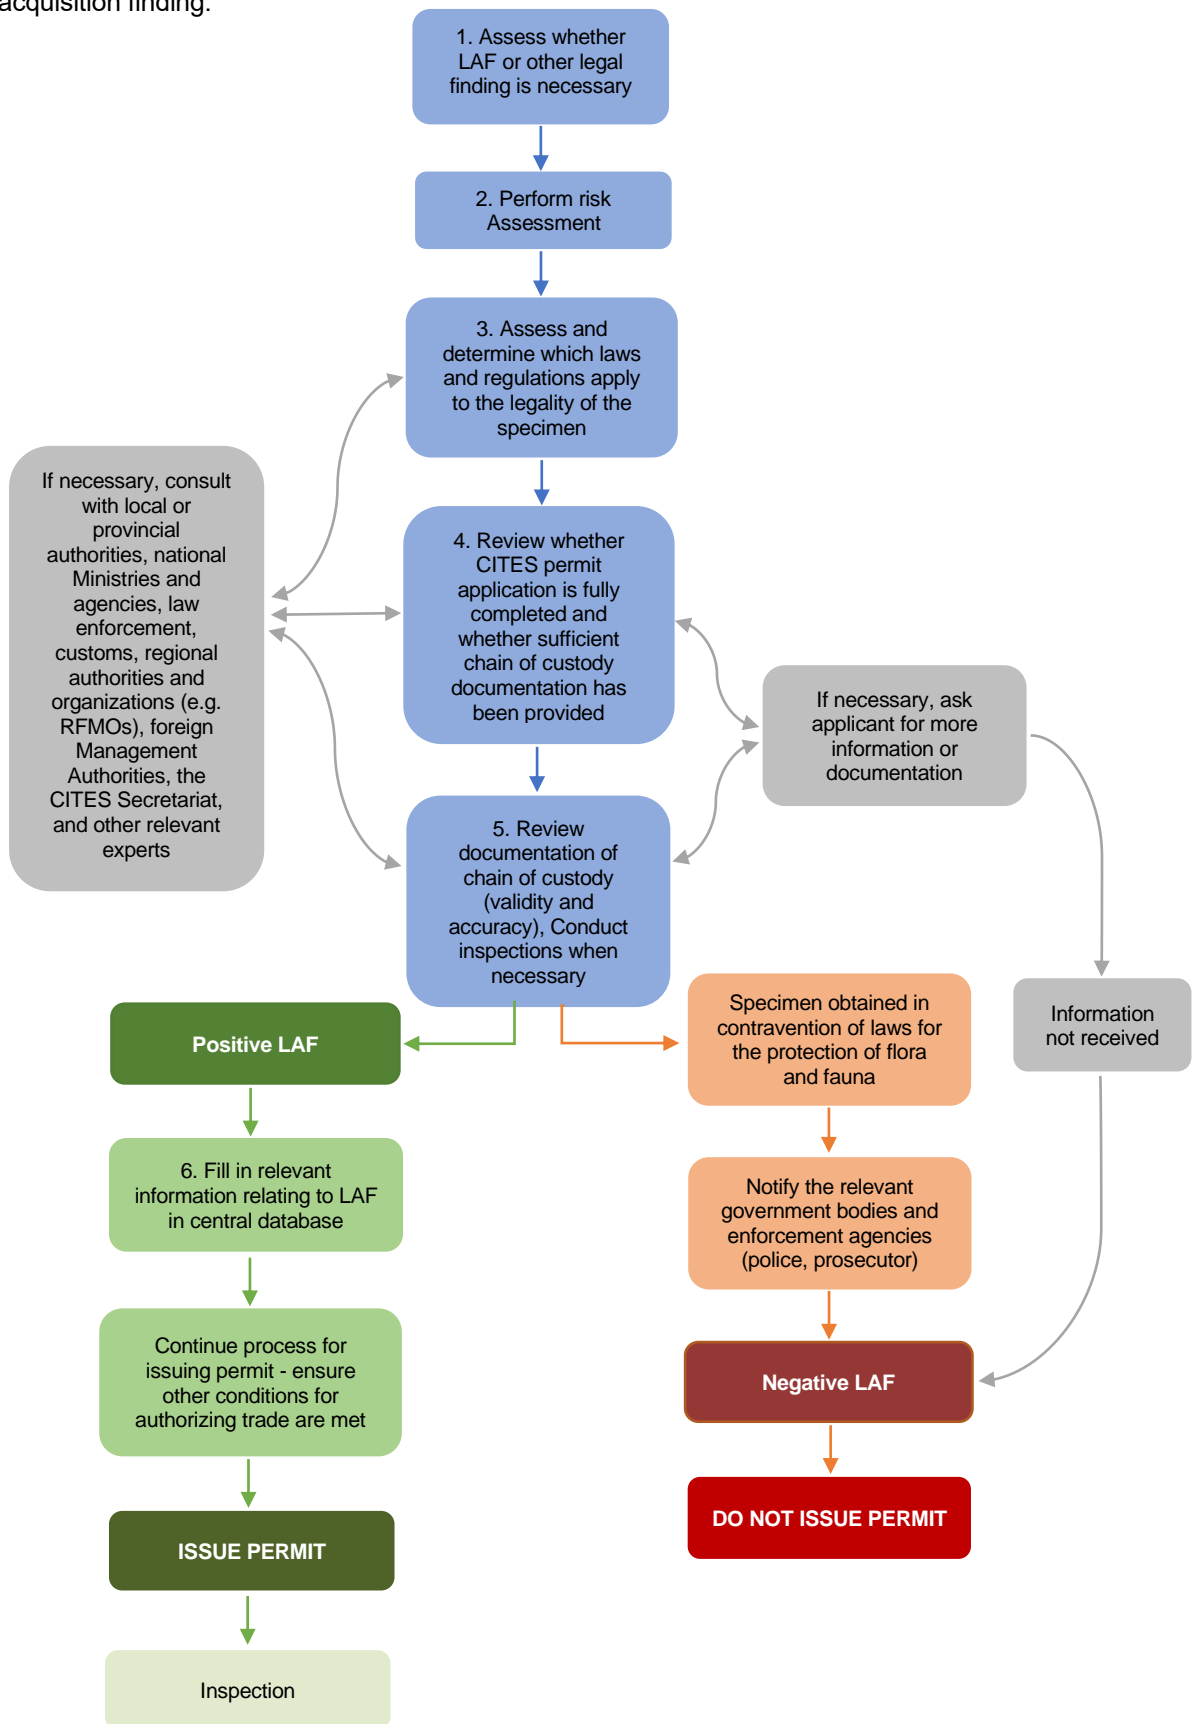 acquisition finding.
1. Assess whether
LAF or other legal
finding is necessary
2. Perform risk
Assessment
3. Assess and
determine which laws
and regulations apply
to the legality of the
specimen
If necessary, consult
with local or
provincial
authorities, national
Ministries and
agencies, law
enforcement,
customs, regional
authorities and
organizations (e.g.
RFMOs), foreign
Management
Authorities, the
CITES Secretariat,
and other relevant
experts
4. Review whether
CITES permit
application is fully
completed and
whether sufficient
chain of custody
documentation has
been provided
If necessary, ask
applicant for more
information or
documentation
5. Review
documentation of
chain of custody
(validity and
accuracy), Conduct
inspections when
necessary
Positive LAF
Specimen obtained in
contravention of laws for
the protection of flora
and fauna
Information
not received
6. Fill in relevant
information relating to LAF
in central database
Notify the relevant
government bodies and
enforcement agencies
(police, prosecutor)
Continue process for
issuing permit - ensure
other conditions for
authorizing trade are met
Negative LAF
ISSUE PERMIT
DO NOT ISSUE PERMIT
Inspection